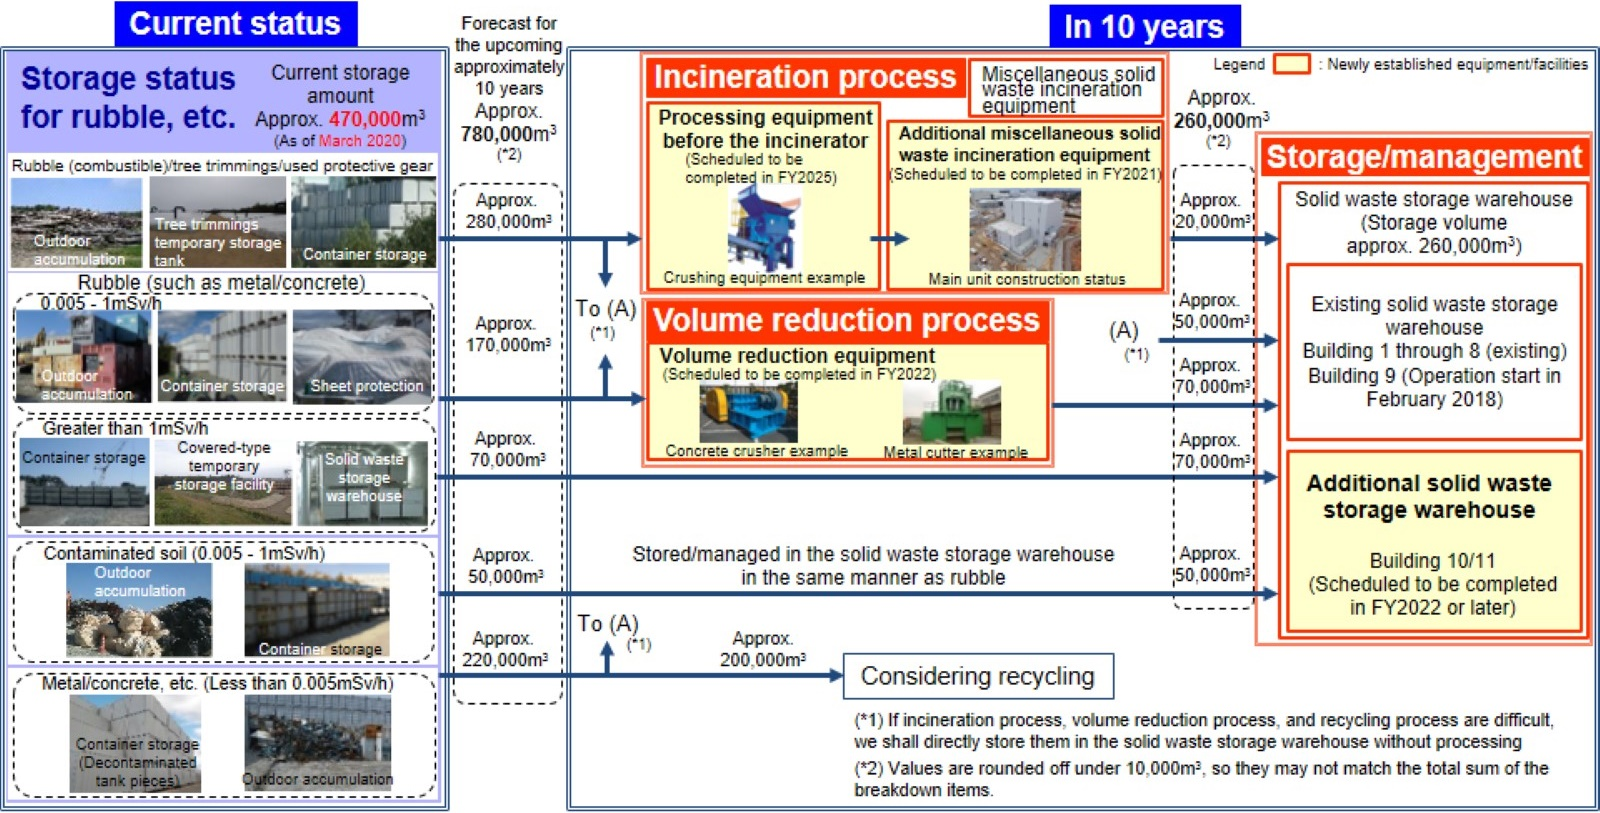 Current status
Storage status
for rubble, etc.
Current storage
amount
Approx. 470,000m³
(As of March 2020)
Rubble (combustible)/tree trimmings/used protective gear
Outdoor
accumulation
Tree trimmings
temporary storage
tank
Container storage
Rubble (such as metal/concrete)
0.005 - 1mSv/h
Outdoor
accumulation
Container storage
Sheet protection
Greater than 1mSv/h
Container storage
Covered-type
temporary
storage facility
Solid waste
storage
warehouse
Contaminated soil (0.005 - 1mSv/h)
Outdoor
accumulation
Container storage
Metal/concrete, etc. (Less than 0.005mSv/h)
Container storage
(Decontaminated
tank pieces)
Outdoor accumulation
Forecast for
the upcoming
approximately
10 years
Approx.
780,000m³
(*2)
Approx.
280,000m³
Approx.
170,000m³
Approx.
70,000m³
Approx.
50,000m³
Approx.
220,000m³
In 10 years
Legend : Newly established equipment/facilities
Incineration process
Miscellaneous solid
waste incineration
equipment
Processing equipment
before the incinerator
(Scheduled to be
completed in FY2025)
Crushing equipment example
Additional miscellaneous solid
waste incineration equipment
(Scheduled to be completed in FY2021)
Main unit construction status
To (A)
(*1)
Volume reduction process
Volume reduction equipment
(Scheduled to be completed in FY2022)
Concrete crusher example
Metal cutter example
(A)
(*1)
Stored/managed in the solid waste storage warehouse
in the same manner as rubble
To (A)
(*1)
Approx.
200,000m³
Considering recycling
Approx.
260,000m³
(*2)
Approx.
20,000m³
Approx.
50,000m³
Approx.
70,000m³
Approx.
70,000m³
Approx.
50,000m³
Storage/management
Solid waste storage warehouse
(Storage volume
approx. 260,000m³)
Existing solid waste storage
warehouse
Building 1 through 8 (existing)
Building 9 (Operation start in
February 2018)
Additional solid waste
storage warehouse
Building 10/11
(Scheduled to be completed
in FY2022 or later)
(*1) If incineration process, volume reduction process, and recycling process are difficult,
we shall directly store them in the solid waste storage warehouse without processing
(*2) Values are rounded off under 10,000m³, so they may not match the total sum of the
breakdown items.